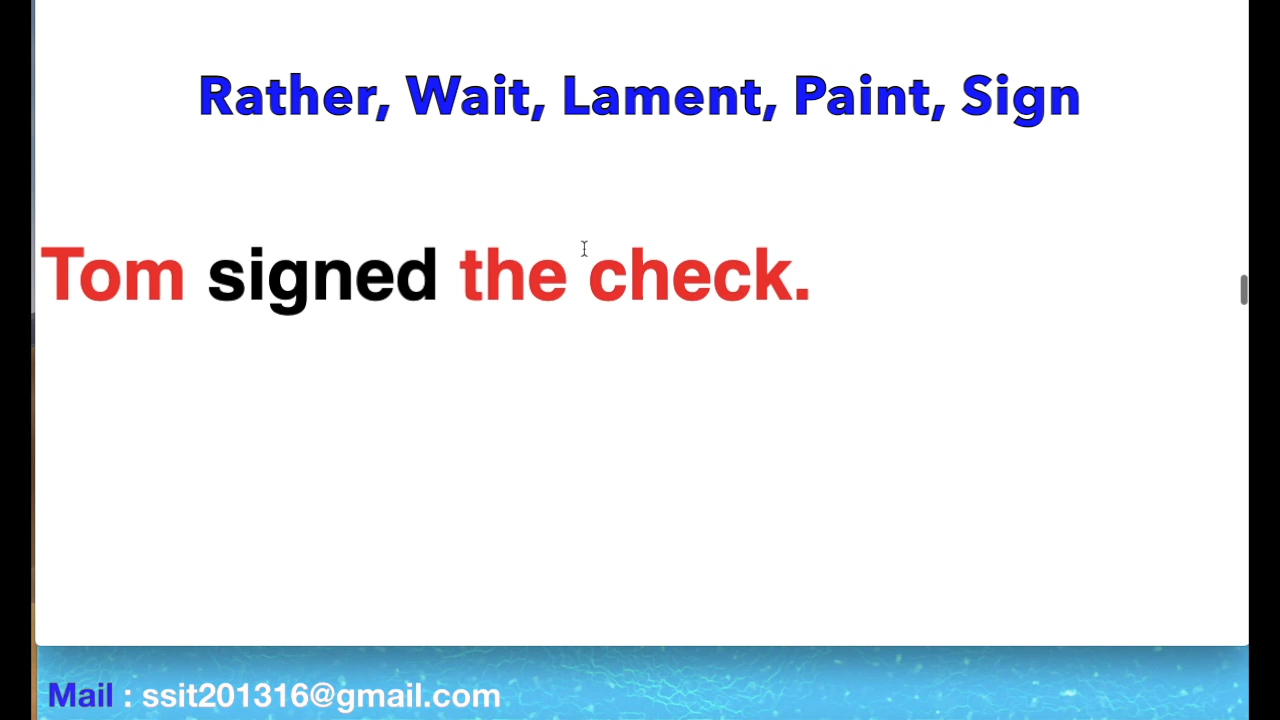 Rather, Wait, Lament, Paint, Sign
Tom signed the check.
Mail : ssit201316@gmail.com